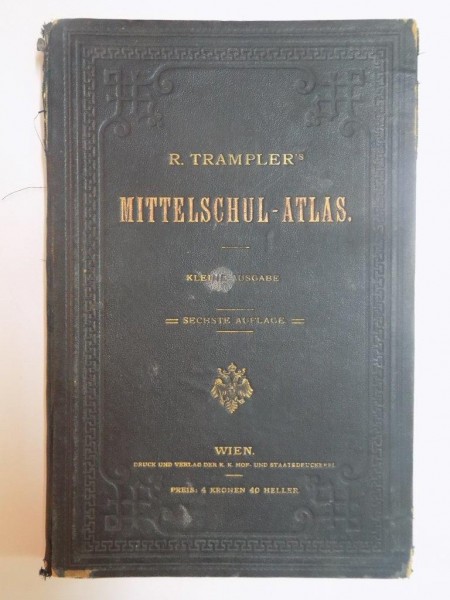 R. TRAMPLER's
MITTELSCHUL-ATLAS.
KLEINE AUSGABE
SECHSTE AUFLAGE
WIEN.
DRUCK UND VERLAG DER K. K. HOF- UND STAATSDRUCKEREI.
PREIS: 4 KRONEN 40 HELLER.